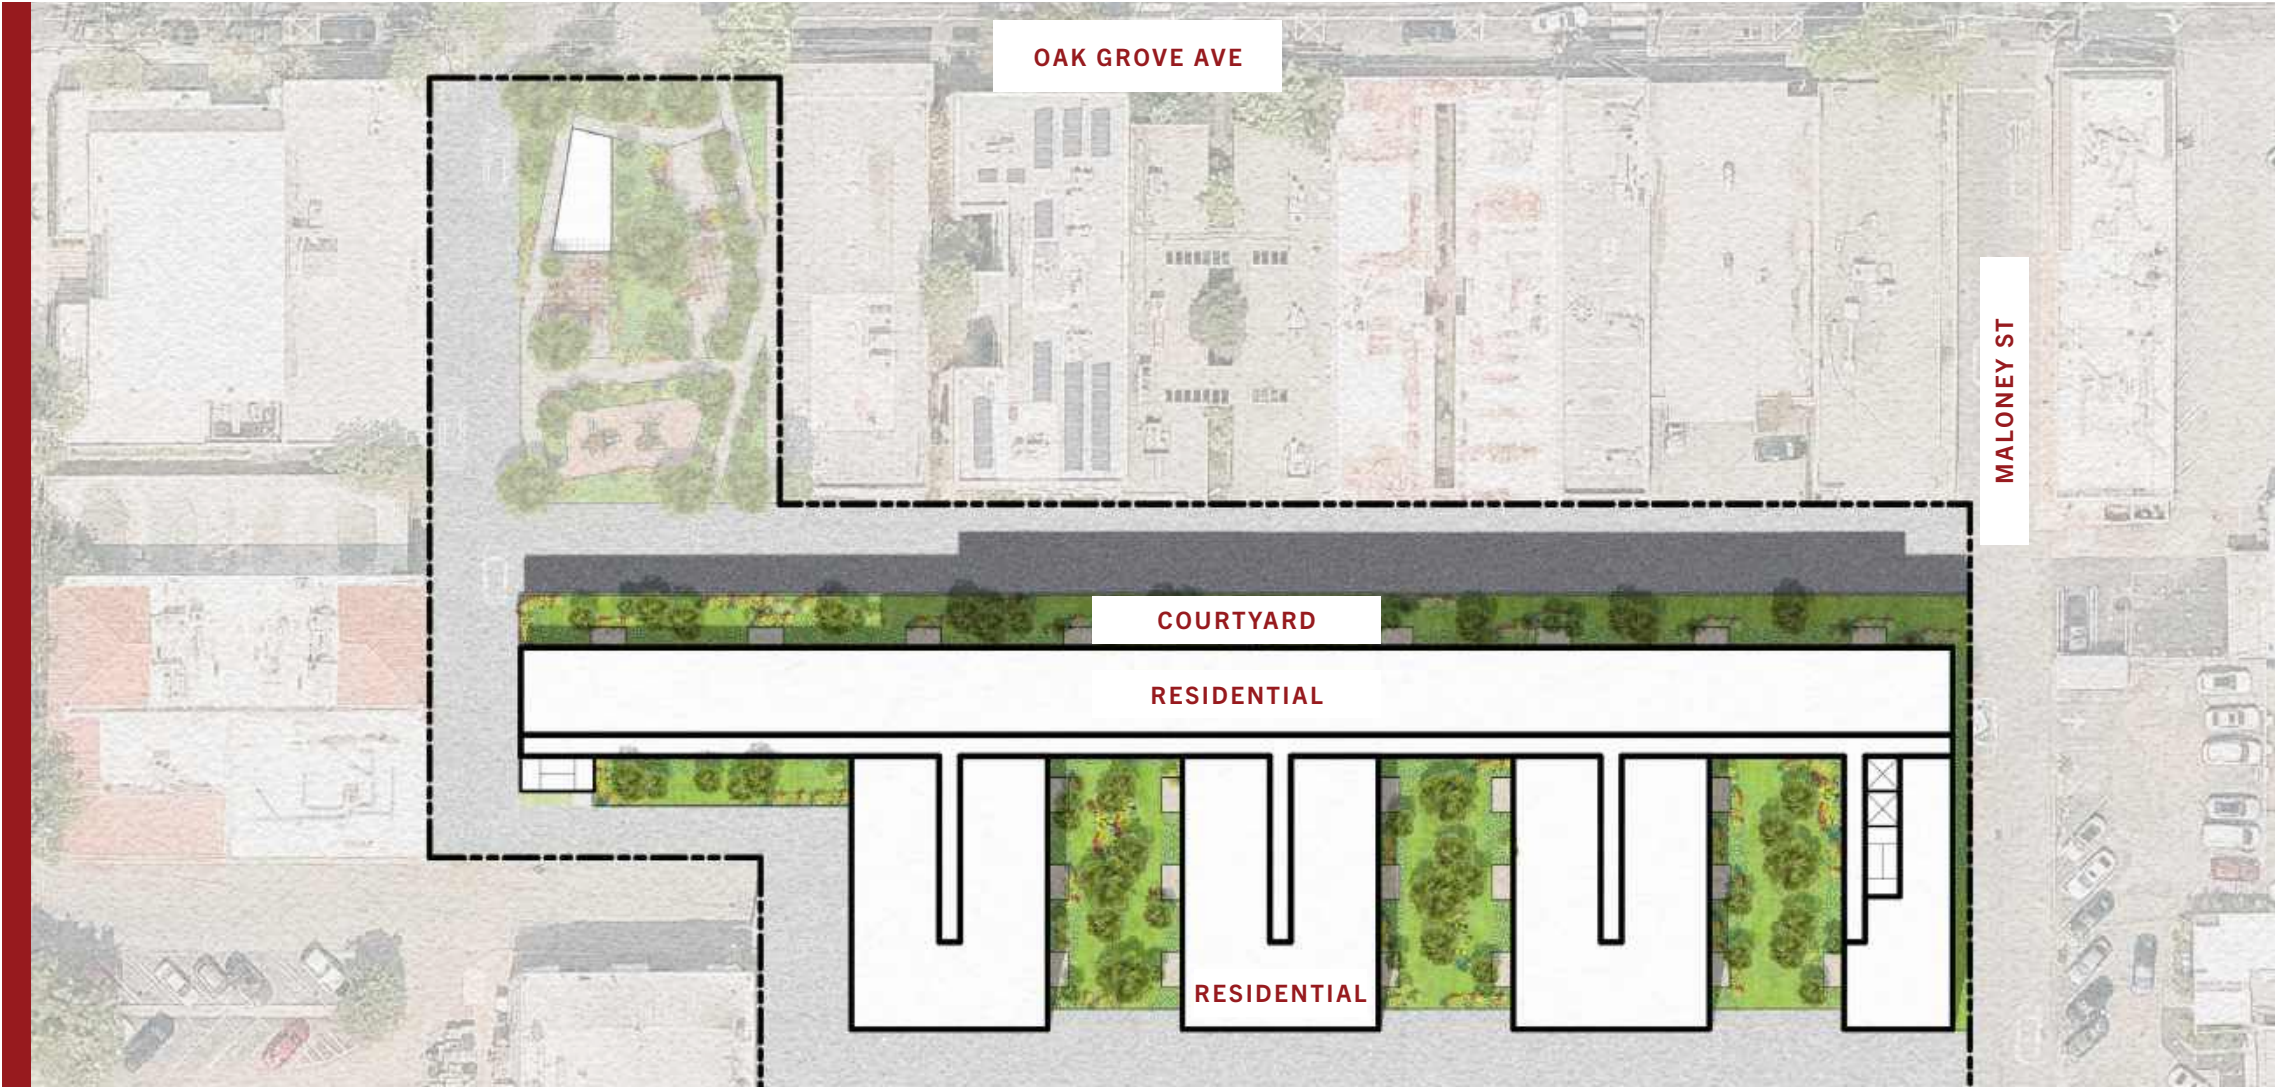 OAK GROVE AVE
MALONEY ST
COURTYARD
RESIDENTIAL
RESIDENTIAL